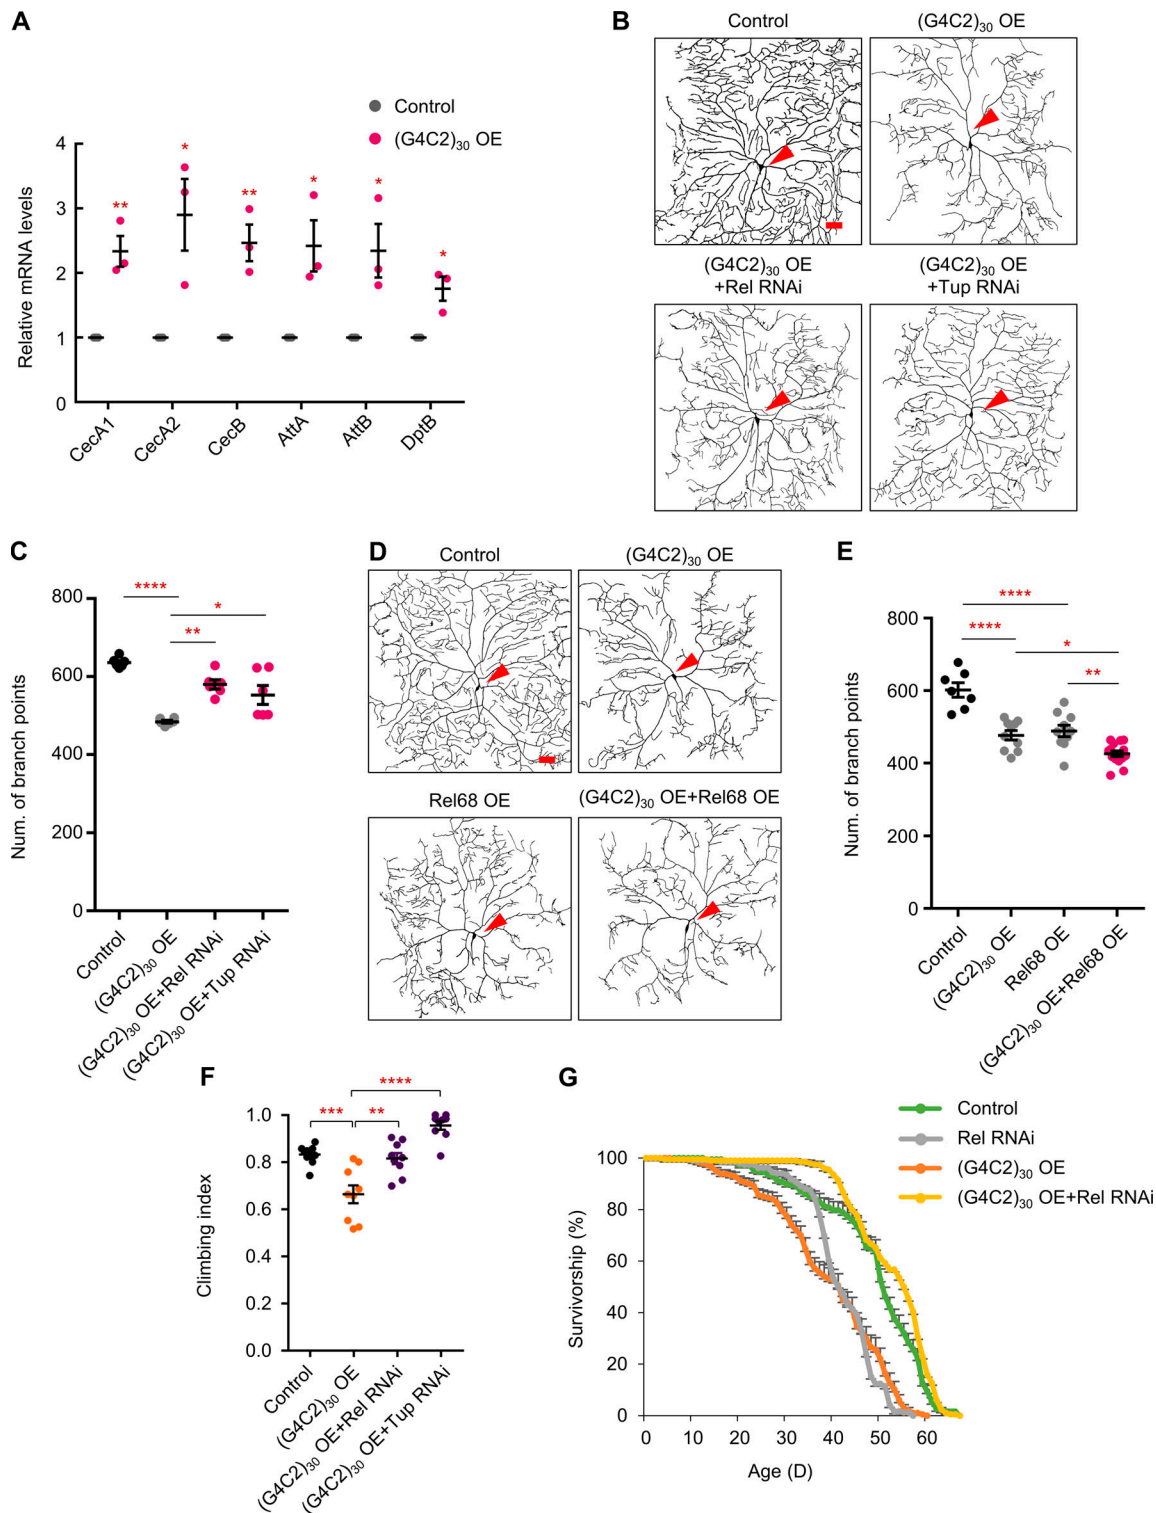 A
Control
(G4C2)30 OE
Relative mRNA levels
4
3
2
1
0
**
*
**
*
*
*
CecA1
CecA2
CecB
AttA
AttB
DptB
B
Control
(G4C2)30 OE
(G4C2)30 OE
+Rel RNAi
(G4C2)30 OE
+Tup RNAi
C
Num. of branch points
800
600
400
200
0
****
*
**
Control
(G4C2)30 OE
(G4C2)30 OE+Rel RNAi
(G4C2)30 OE+Tup RNAi
D
Control
(G4C2)30 OE
Rel68 OE
(G4C2)30 OE+Rel68 OE
E
Num. of branch points
800
600
400
200
0
****
****
*
**
Control
(G4C2)30 OE
Rel68 OE
(G4C2)30 OE+Rel68 OE
F
Climbing index
1.0
0.8
0.6
0.4
0.2
0.0
****
***
**
Control
(G4C2)30 OE
(G4C2)30 OE+Rel RNAi
(G4C2)30 OE+Tup RNAi
G
Control
Rel RNAi
(G4C2)30 OE
(G4C2)30 OE+Rel RNAi
Survivorship (%)
100
80
60
40
20
0
0 10 20 30 40 50 60
Age (D)